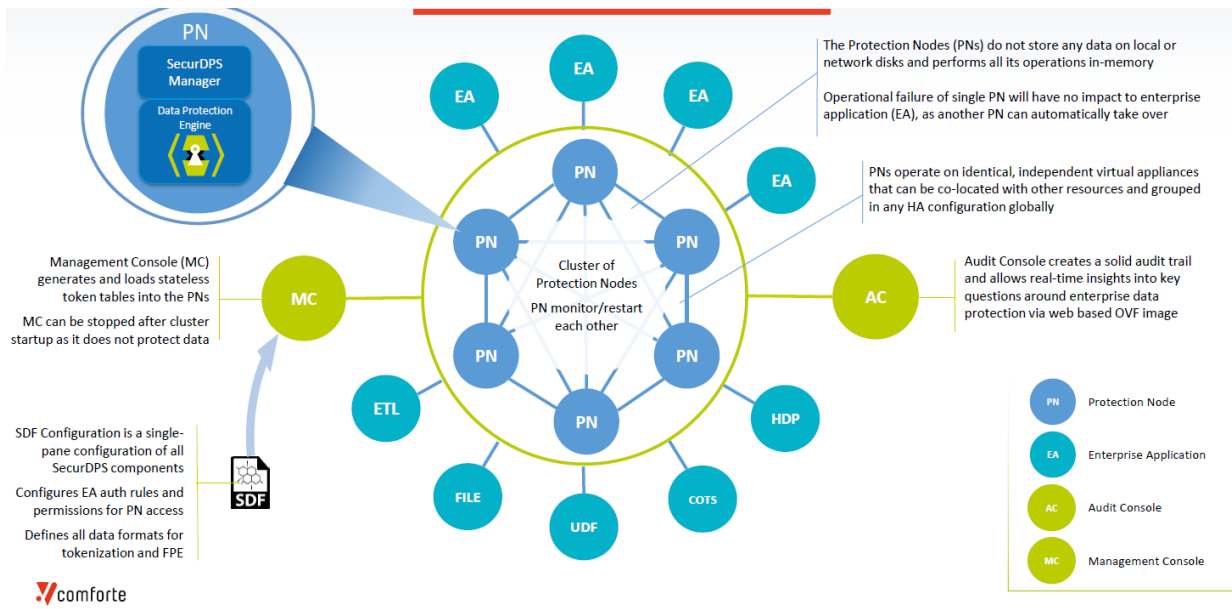 PN
SecurDPS
Manager
Data Protection
Engine
EA
EA
EA
EA
The Protection Nodes (PNs) do not store any data on local or
network disks and performs all its operations in-memory
Operational failure of single PN will have no impact to enterprise
application (EA), as another PN can automatically take over
PNs operate on identical, independent virtual appliances
that can be co-located with other resources and grouped
in any HA configuration globally
PN
PN
PN
Cluster of
Protection Nodes
PN monitor/restart
each other
PN
PN
PN
Management Console (MC)
generates and loads stateless
token tables into the PNs
MC can be stopped after cluster
startup as it does not protect data
MC
AC
Audit Console creates a solid audit trail
and allows real-time insights into key
questions around enterprise data
protection via web based OVF image
ETL
HDP
FILE
UDF
COTS
SDF Configuration is a single-
pane configuration of all
SecurDPS components
Configures EA auth rules and
permissions for PN access
Defines all data formats for
tokenization and FPE
SDF
PN Protection Node
EA Enterprise Application
AC Audit Console
MC Management Console
comforte